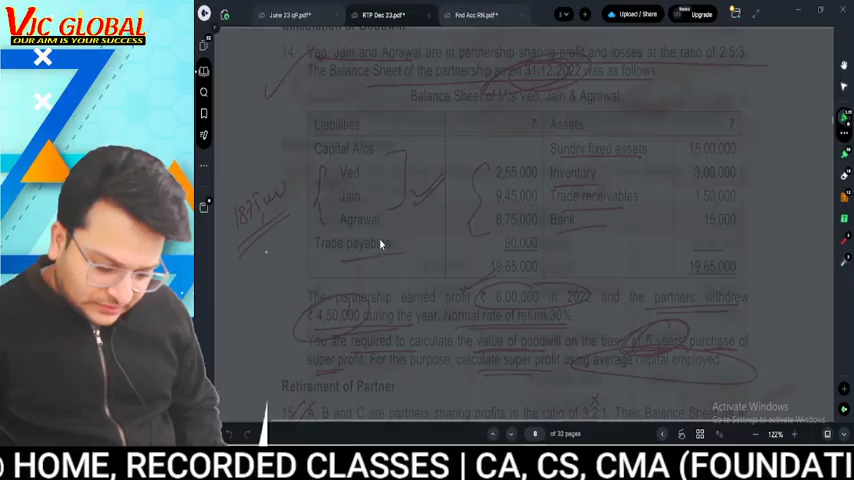 VJC GLOBAL
OUR AIM IS YOUR SUCCESS
June 23 qP.pdf*
RTP Dec 23.pdf*
Fnd Acc RN.pdf*
Upload / Share
Upgrade
14. Ved, Jain and Agrawal are in partnership sharing profit and losses at the ratio of 2:5:3.
The Balance Sheet of the partnership as on 31.12.2022 was as follows
Balance Sheet of M/s Ved, Jain & Agrawal
Liabilities ₹ Assets ₹
Capital A/cs Sundry fixed assets 15,00,000
Ved 2,55,000 Inventory 3,00,000
Jain 9,45,000 Trade receivables 1,50,000
Agrawal 6,75,000 Bank 15,000
Trade payables 90,000
19,65,000 19,65,000
The partnership earned profit ₹ 6,00,000 in 2022 and the partners withdrew
₹ 4,50,000 during the year. Normal rate of return 30%.
You are required to calculate the value of goodwill on the basis of 5 years' purchase of
super profit. For this purpose, calculate super profit using average capital employed.
Retirement of Partner
15. A, B and C are partners sharing profits in the ratio of 3:2:1. Their Balance Sheet
Activate Windows
Go to Settings to activate Windows.
8 of 32 pages
122%
HOME, RECORDED CLASSES | CA, CS, CMA (FOUNDATI